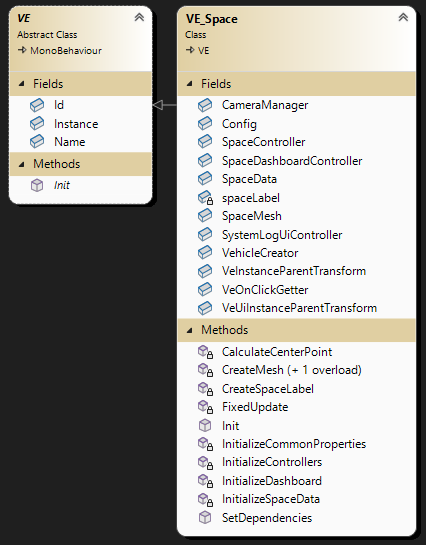 VE
Abstract Class
MonoBehaviour
Fields
Id
Instance
Name
Methods
Init
VE_Space
Class
VE
Fields
CameraManager
Config
SpaceController
SpaceDashboardController
SpaceData
spaceLabel
SpaceMesh
SystemLogUiController
VehicleCreator
VeInstanceParentTransform
VeOnClickGetter
VeUiInstanceParentTransform
Methods
CalculateCenterPoint
CreateMesh (+ 1 overload)
CreateSpaceLabel
FixedUpdate
Init
InitializeCommonProperties
InitializeControllers
InitializeDashboard
InitializeSpaceData
SetDependencies